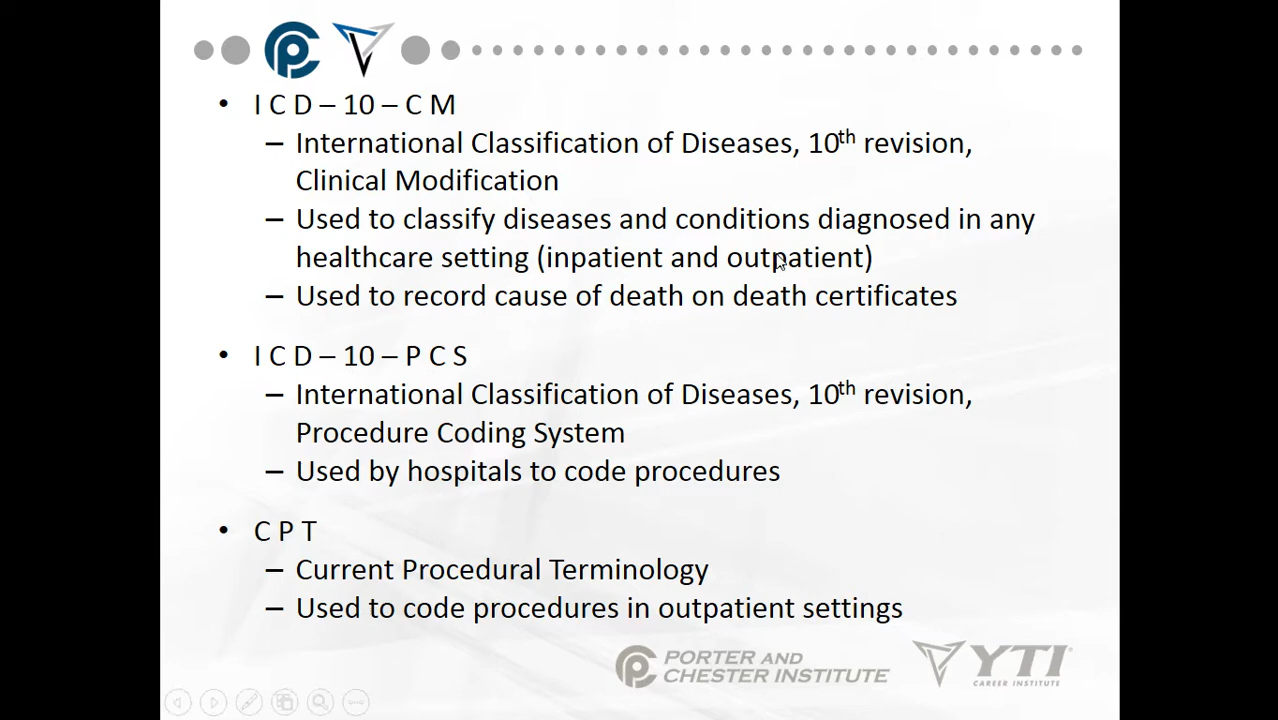 • I C D – 10 – C M
– International Classification of Diseases, 10th revision,
Clinical Modification
– Used to classify diseases and conditions diagnosed in any
healthcare setting (inpatient and outpatient)
– Used to record cause of death on death certificates
• I C D – 10 – P C S
– International Classification of Diseases, 10th revision,
Procedure Coding System
– Used by hospitals to code procedures
• C P T
– Current Procedural Terminology
– Used to code procedures in outpatient settings
PORTER AND
CHESTER INSTITUTE
YTI®
CAREER INSTITUTE